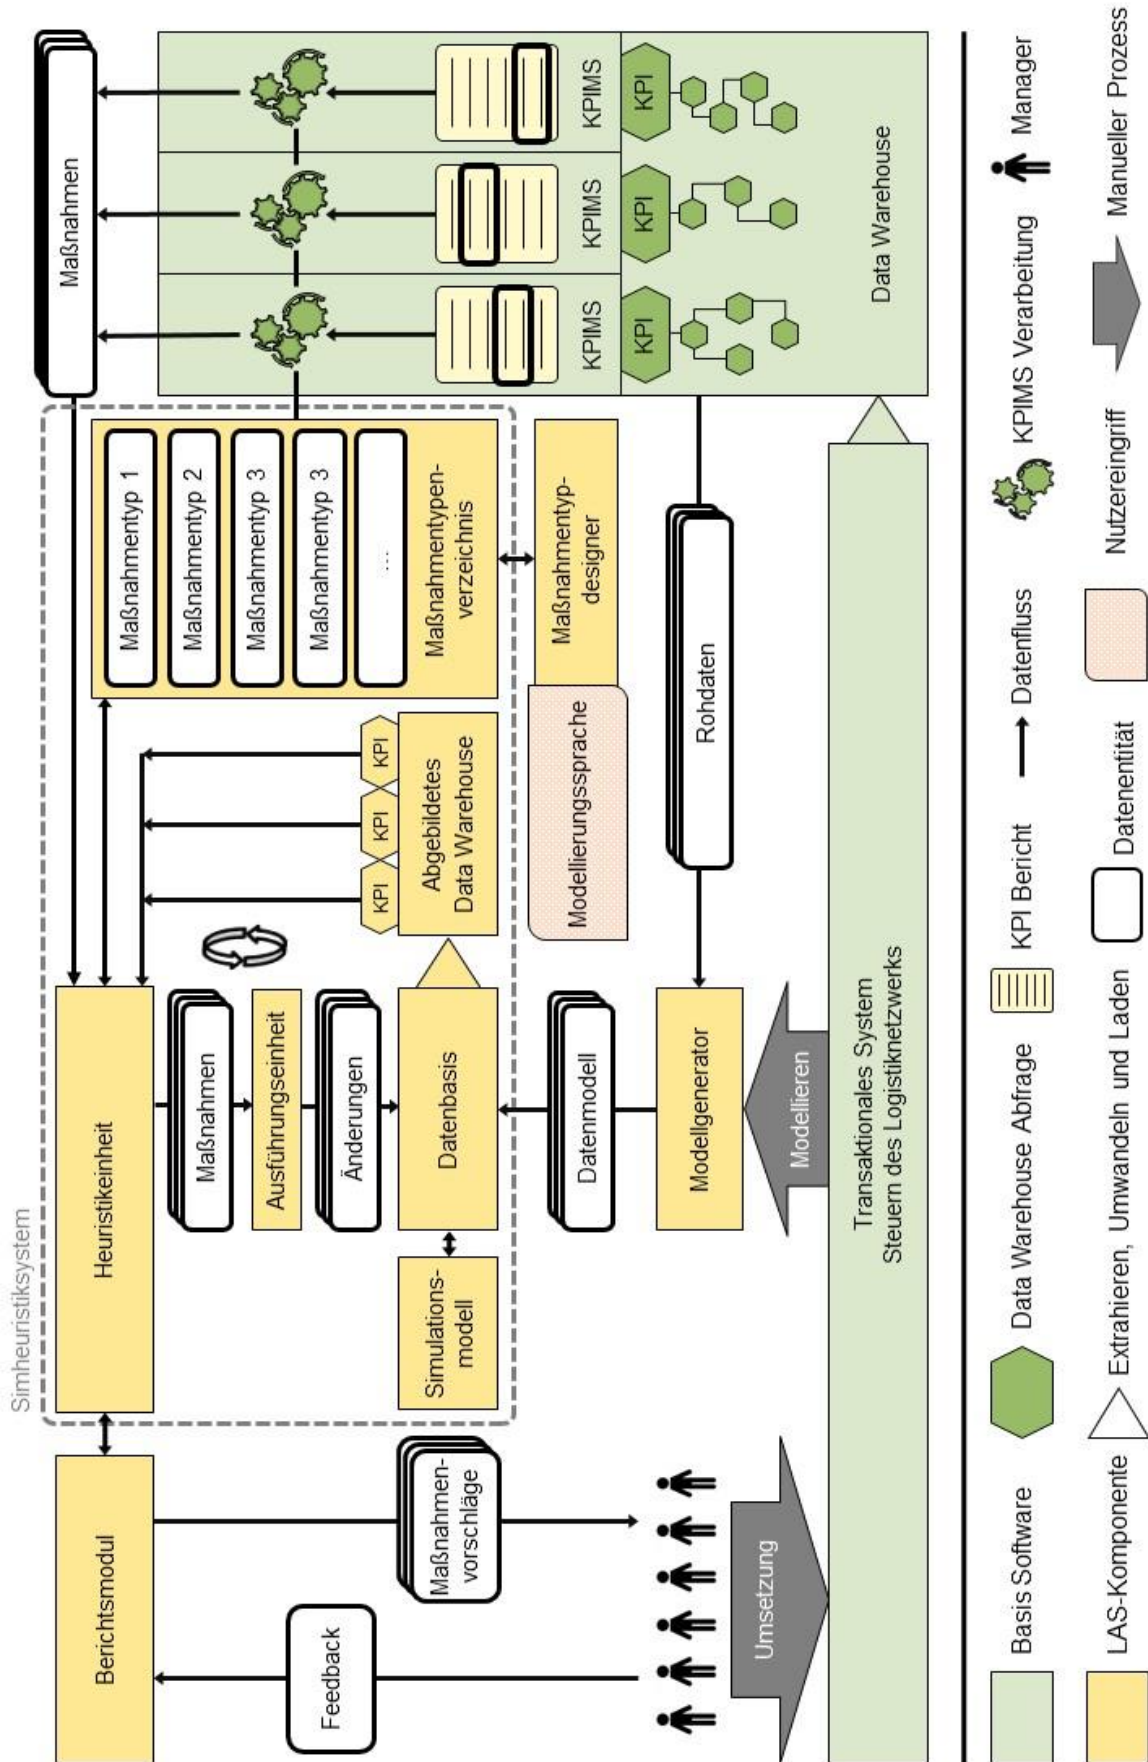 Simheuristiksystem
Berichtsmodul
Heuristikeinheit
Maßnahmen
Maßnahmentyp 1
Maßnahmentyp 2
Maßnahmentyp 3
Maßnahmentyp 3
...
Maßnahmentypen-
verzeichnis
Maßnahmen
Ausführungseinheit
Änderungen
Datenbasis
Simulations-
modell
KPI
KPI
KPI
Abgebildetes
Data Warehouse
Feedback
Maßnahmen-
vorschläge
Modellierungssprache
Maßnahmentyp-
designer
KPIMS
KPIMS
KPIMS
KPI
KPI
KPI
Data Warehouse
Datenmodell
Rohdaten
Modellgenerator
Umsetzung
Modellieren
Transaktionales System
Steuern des Logistiknetzwerks
Basis Software
Data Warehouse Abfrage
KPI Bericht
Datenfluss
KPIMS Verarbeitung
Manager
LAS-Komponente
Extrahieren, Umwandeln und Laden
Datenentität
Nutzereingriff
Manueller Prozess